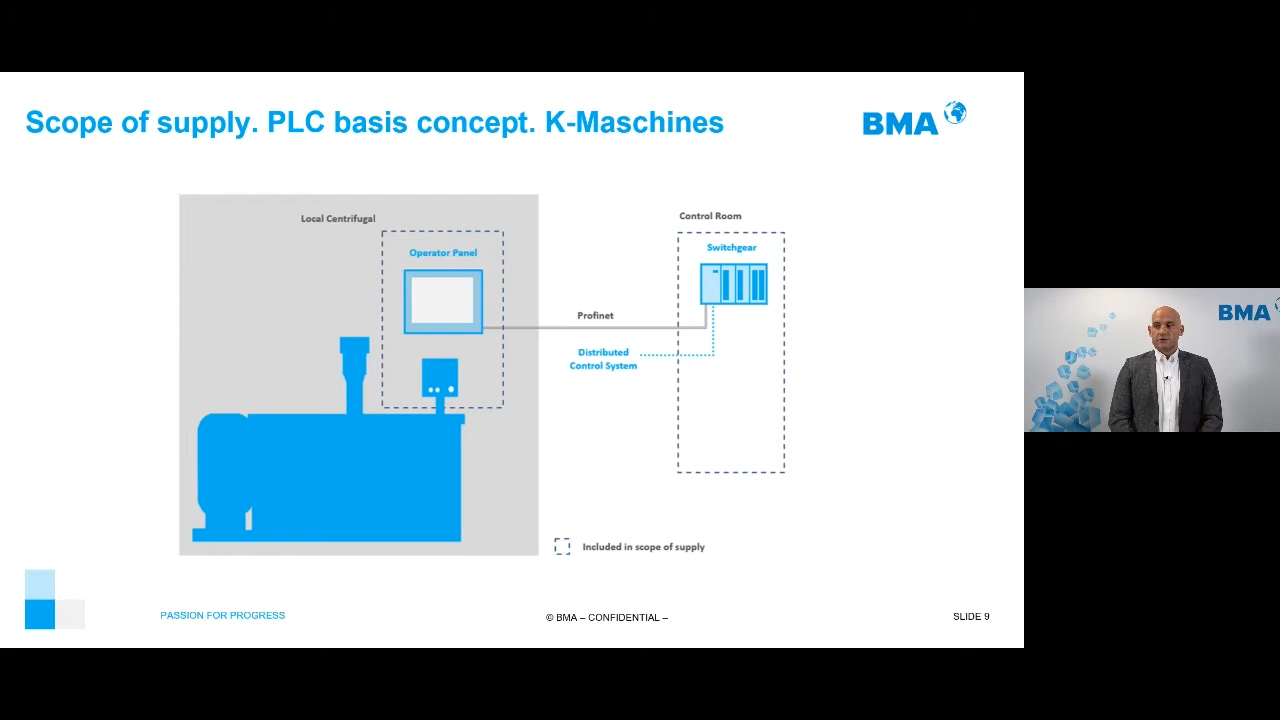 Scope of supply. PLC basis concept. K-Maschines
BMA
Local Centrifugal
Operator Panel
Control Room
Switchgear
Profinet
Distributed
Control System
Included in scope of supply
PASSION FOR PROGRESS
© BMA – CONFIDENTIAL –
SLIDE 9
BMA
BMA